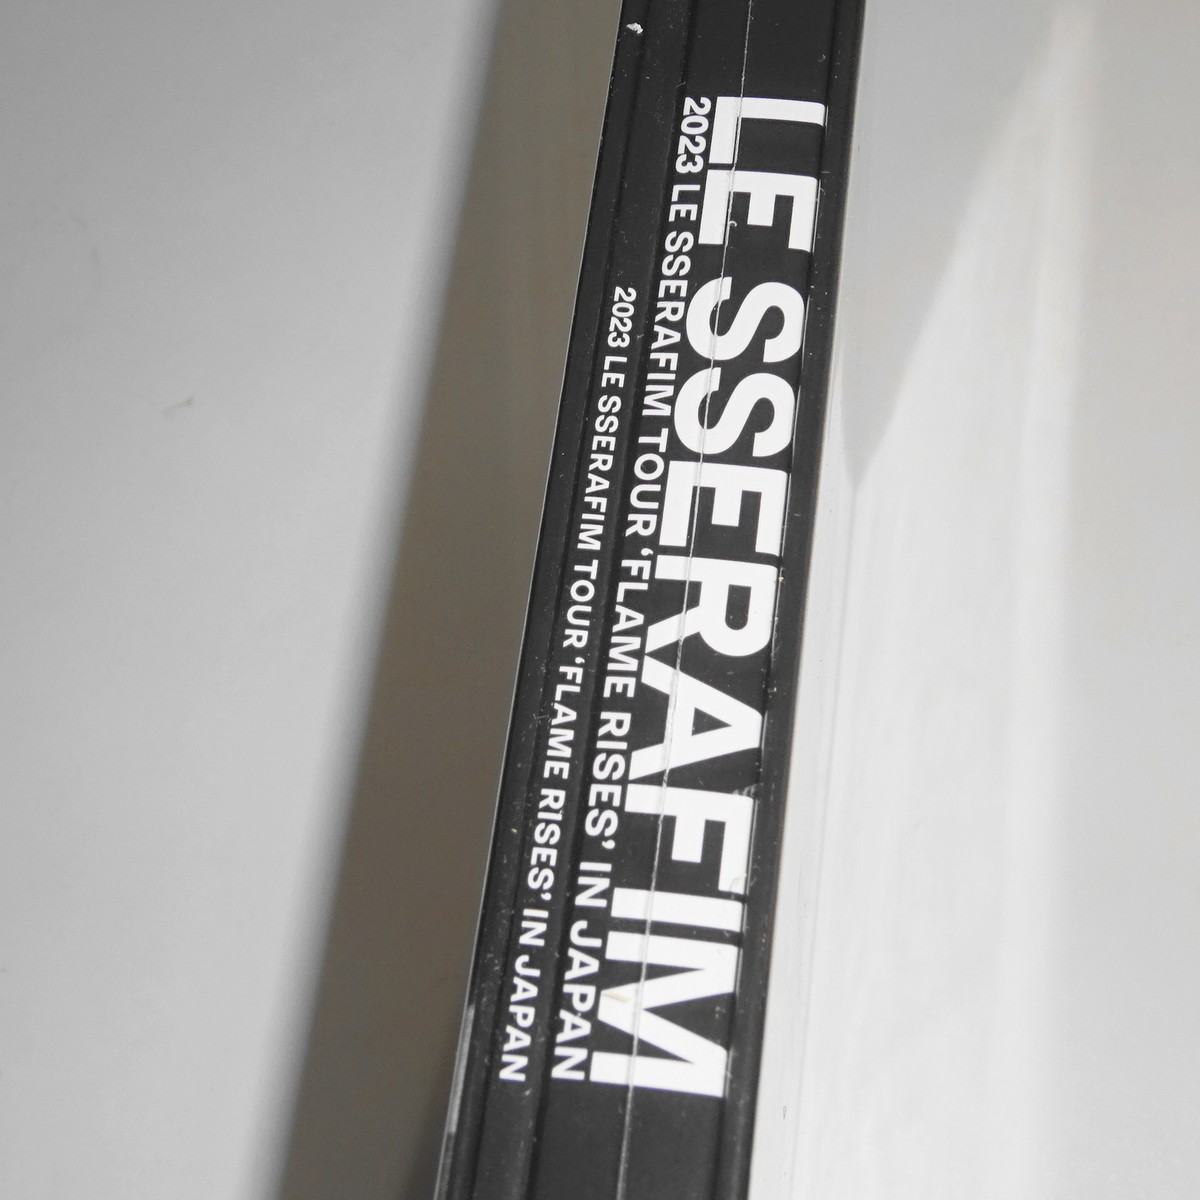 LE SSERAFIM
2023 LE SSERAFIM TOUR ‘FLAME RISES’ IN JAPAN
2023 LE SSERAFIM TOUR ‘FLAME RISES’ IN JAPAN